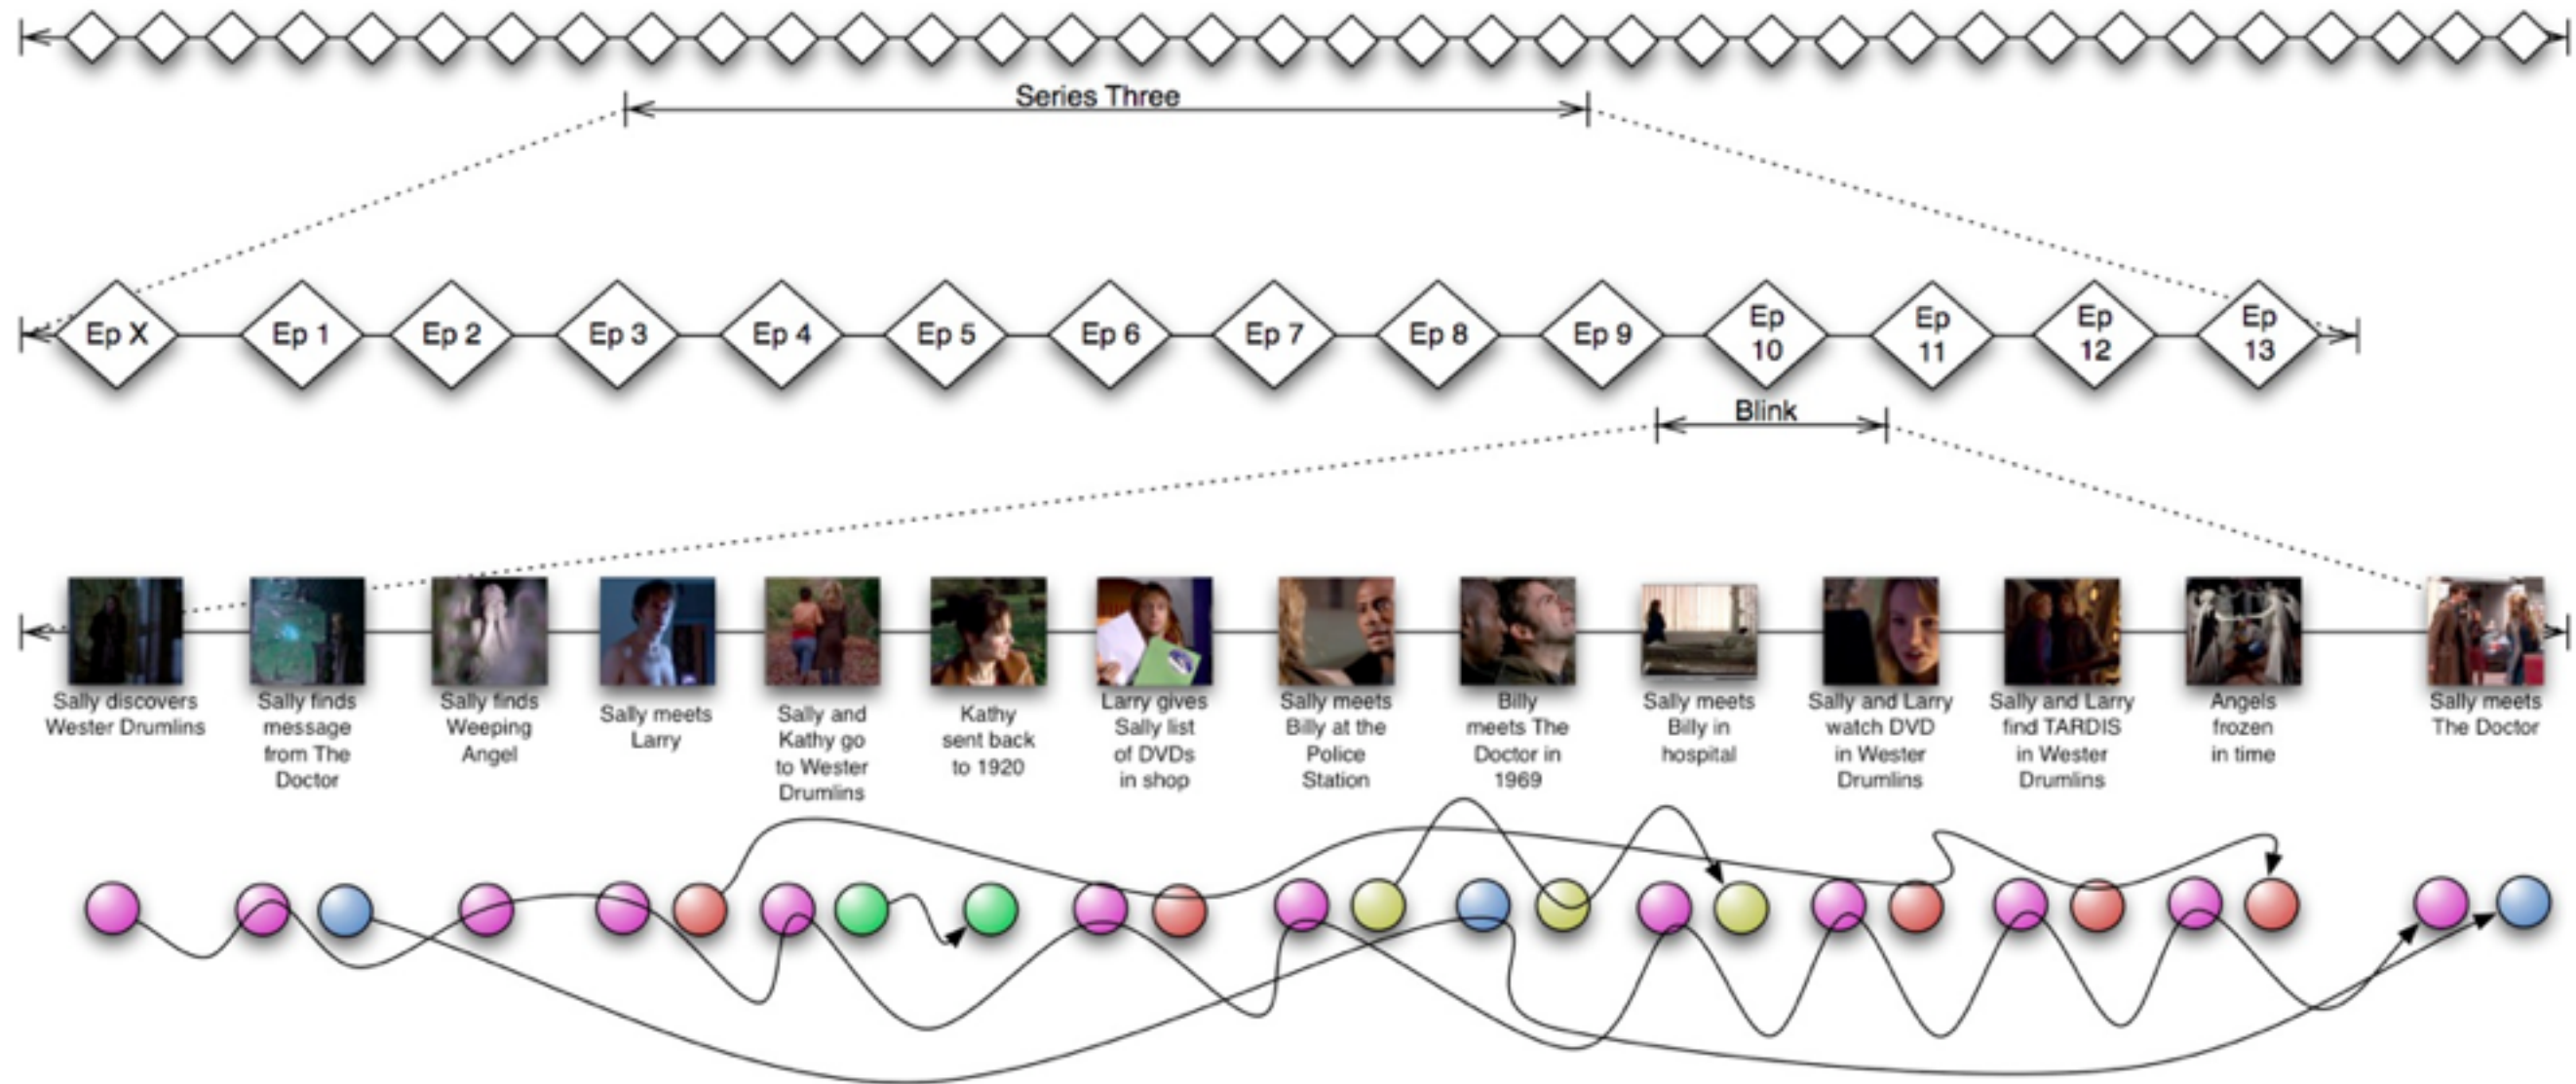 Series Three
Ep X
Ep 1
Ep 2
Ep 3
Ep 4
Ep 5
Ep 6
Ep 7
Ep 8
Ep 9
Ep
10
Ep
11
Ep
12
Ep
13
Blink
Sally discovers
Wester Drumlins
Sally finds
message
from The
Doctor
Sally finds
Weeping
Angel
Sally meets
Larry
Sally and
Kathy go
to Wester
Drumlins
Kathy
sent back
to 1920
Larry gives
Sally list
of DVDs
in shop
Sally meets
Billy at the
Police
Station
Billy
meets The
Doctor in
1969
Sally meets
Billy in
hospital
Sally and Larry
watch DVD
in Wester
Drumlins
Sally and Larry
find TARDIS
in Wester
Drumlins
Angels
frozen
in time
Sally meets
The Doctor